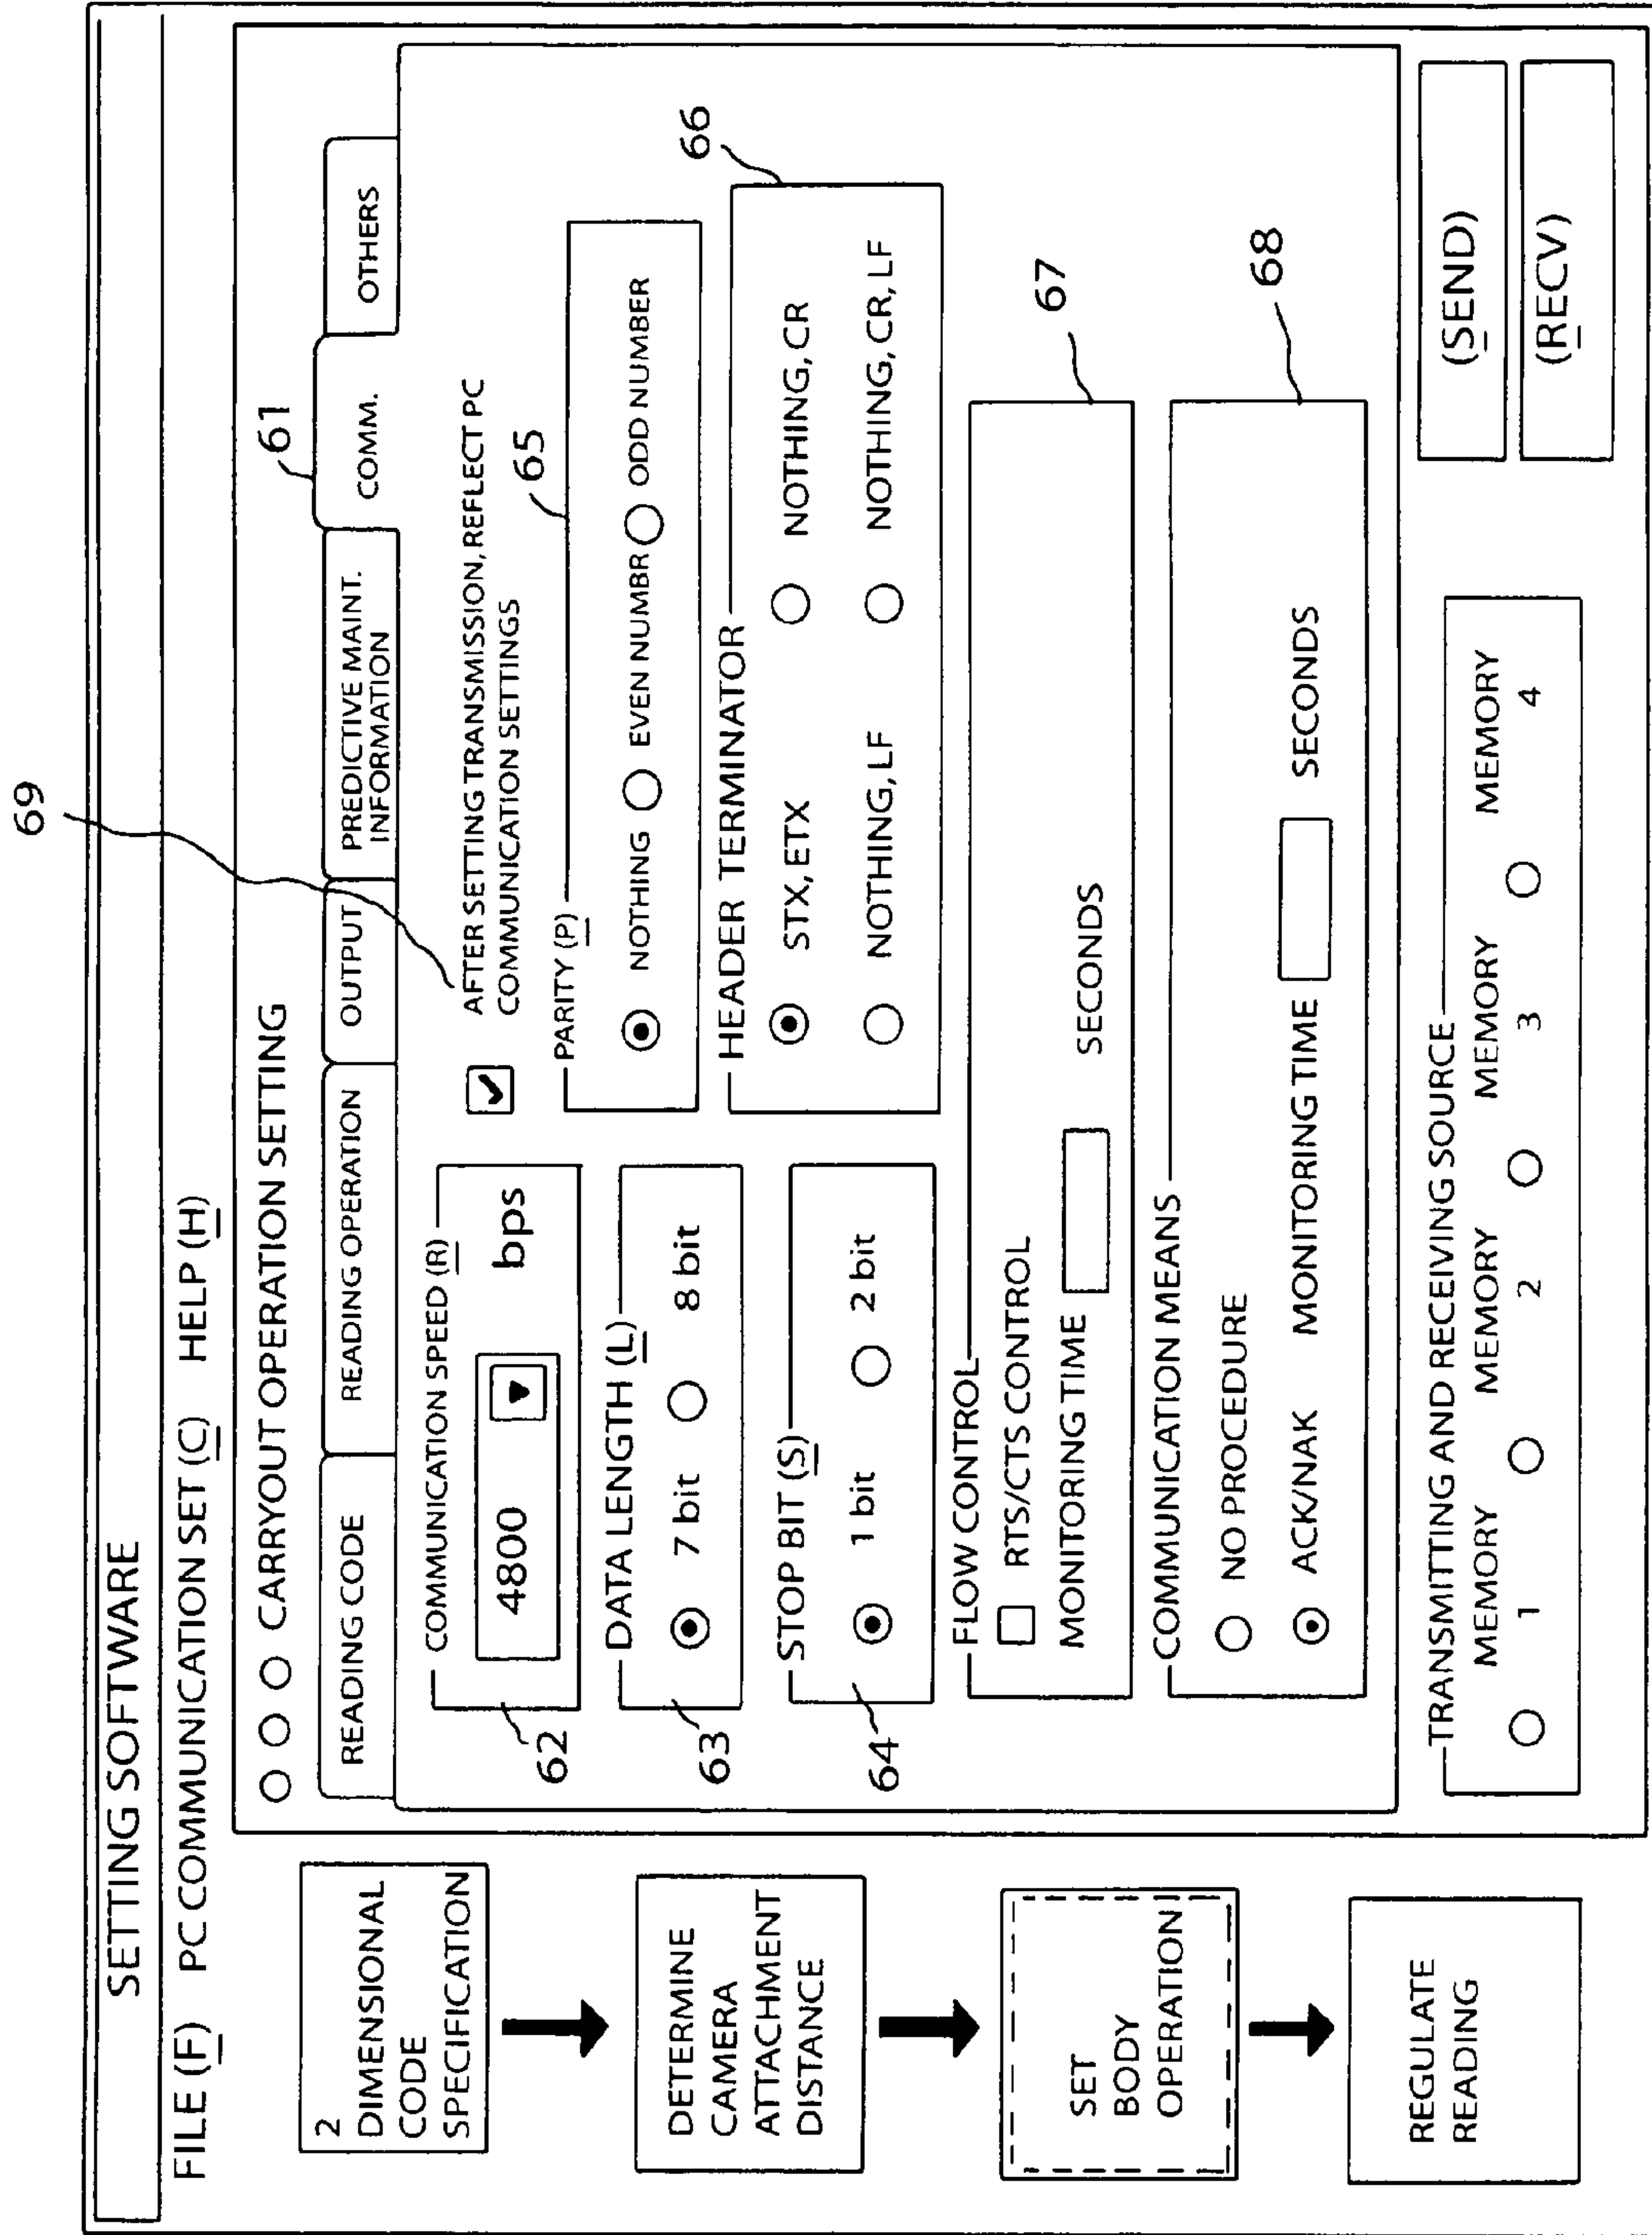 SETTING SOFTWARE
FILE (F) PC COMMUNICATION SET (C) HELP (H)
2
DIMENSIONAL
CODE
SPECIFICATION
DETERMINE
CAMERA
ATTACHMENT
DISTANCE
SET
BODY
OPERATION
REGULATE
READING
CARRYOUT OPERATION SETTING
69
61
READING CODE
READING OPERATION
OUTPUT
PREDICTIVE MAINT.
INFORMATION
COMM.
OTHERS
COMMUNICATION SPEED (R)
4800 bps
62
AFTER SETTING TRANSMISSION, REFLECT PC
COMMUNICATION SETTINGS
65
DATA LENGTH (L)
7 bit 8 bit
63
PARITY (P)
NOTHING EVEN NUMBR ODD NUMBER
66
STOP BIT (S)
1 bit 2 bit
64
HEADER TERMINATOR
STX, ETX NOTHING, CR
NOTHING, LF NOTHING, CR, LF
FLOW CONTROL
RTS/CTS CONTROL
MONITORING TIME SECONDS
67
COMMUNICATION MEANS
NO PROCEDURE
ACK/NAK MONITORING TIME SECONDS
68
TRANSMITTING AND RECEIVING SOURCE
MEMORY MEMORY MEMORY MEMORY
1 2 3 4
(SEND)
(RECV)